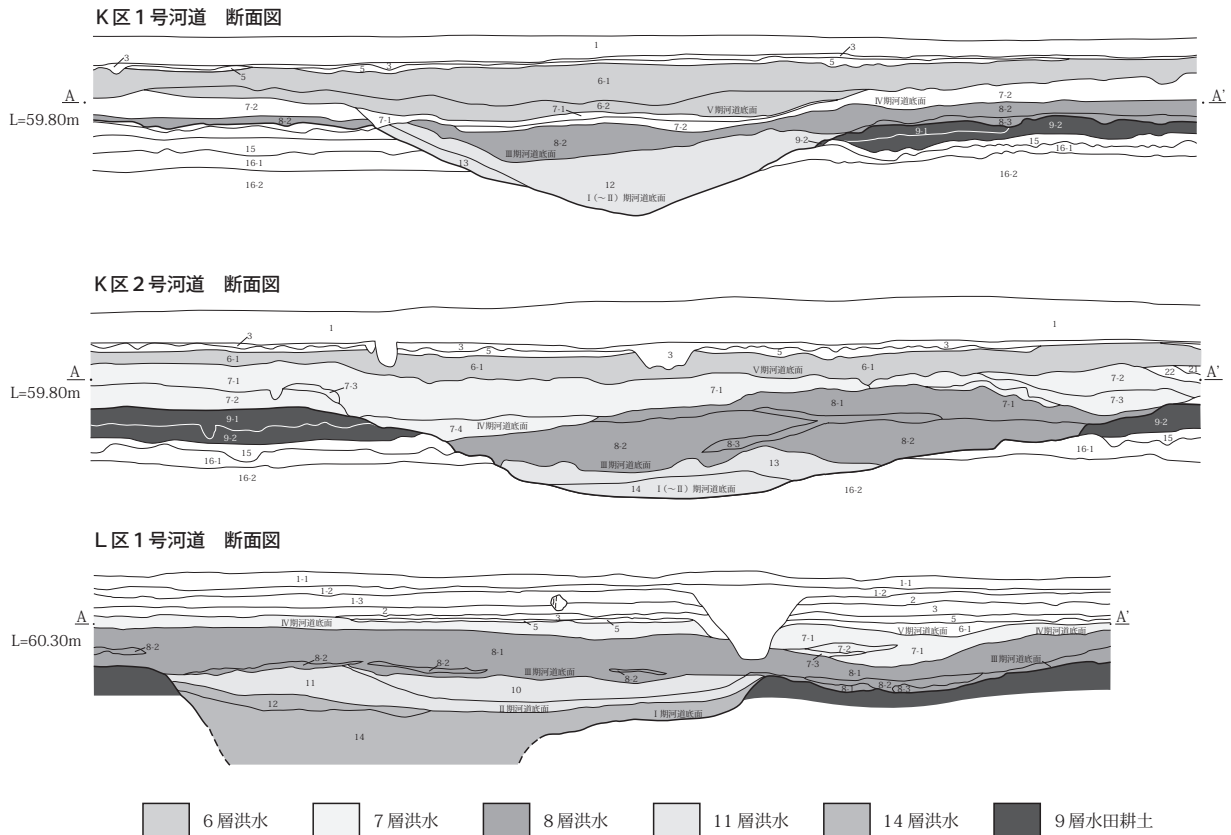 K区1号河道 断面図
1
3
3
3
5
5
5
6-1
A
A'
L=59.80m
7-2
7-1
6-2
Ⅴ期河道底面
Ⅳ期河道底面
7-2
8-2
8-2
7-1
7-2
8-3
9-1
9-2
8-2
9-2
Ⅲ期河道底面
15
15
16-1
16-1
13
12
16-2
16-2
Ⅰ(〜Ⅱ)期河道底面
K区2号河道 断面図
1
1
3
3
5
3
5
3
6-1
6-1
6-1
A
A'
L=59.80m
Ⅴ期河道底面
22
21
7-1
7-3
7-1
7-2
7-2
8-1
7-1
7-3
9-1
7-4
Ⅳ期河道底面
9-2
9-2
8-2
8-3
8-2
15
15
16-1
16-1
Ⅲ期河道底面
13
16-2
14
Ⅰ(〜Ⅱ)期河道底面
16-2
L区1号河道 断面図
1-1
1-1
1-2
1-2
1-3
2
2
3
3
A
A'
L=60.30m
Ⅳ期河道底面
5
5
5
Ⅴ期河道底面
6-1
Ⅳ期河道底面
7-1
7-2
7-1
7-3
8-2
8-1
8-2
8-2
Ⅲ期河道底面
8-2
Ⅲ期河道底面
8-1
8-1
8-2
8-3
11
10
12
Ⅱ期河道底面
Ⅰ期河道底面
14
6層洪水
7層洪水
8層洪水
11層洪水
14層洪水
9層水田耕土